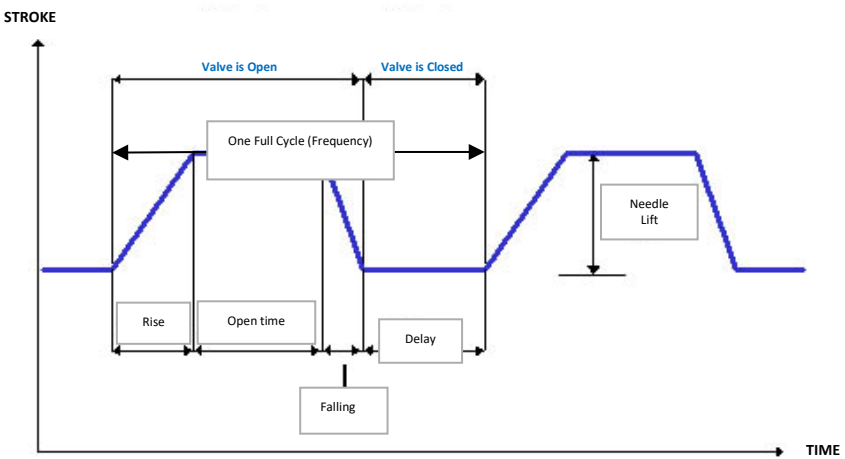 STROKE
Valve is Open
Valve is Closed
One Full Cycle (Frequency)
Needle
Lift
Rise
Open time
Delay
Falling
TIME